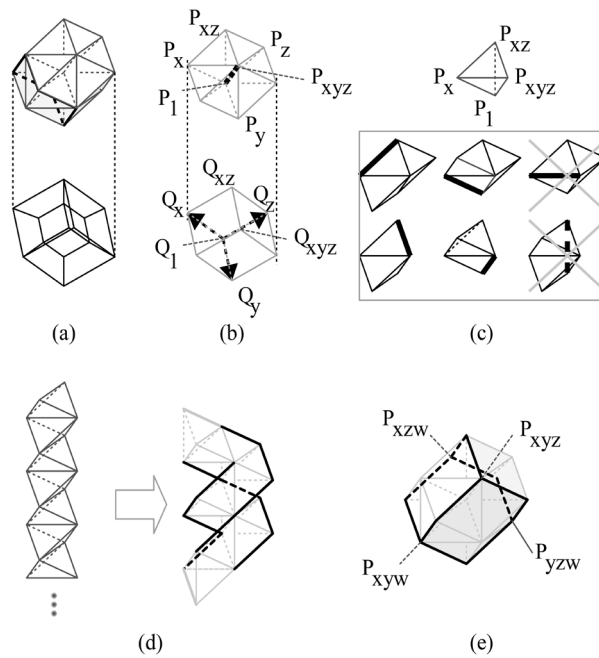 P_xz
P_x
P_z
P_xyz
P_1
P_y
Q_xz
Q_x
Q_z
Q_1
Q_xyz
Q_y
P_xz
P_x
P_xyz
P_1
(a)
(b)
(c)
P_xzw
P_xyz
P_xyw
P_yzw
(d)
(e)